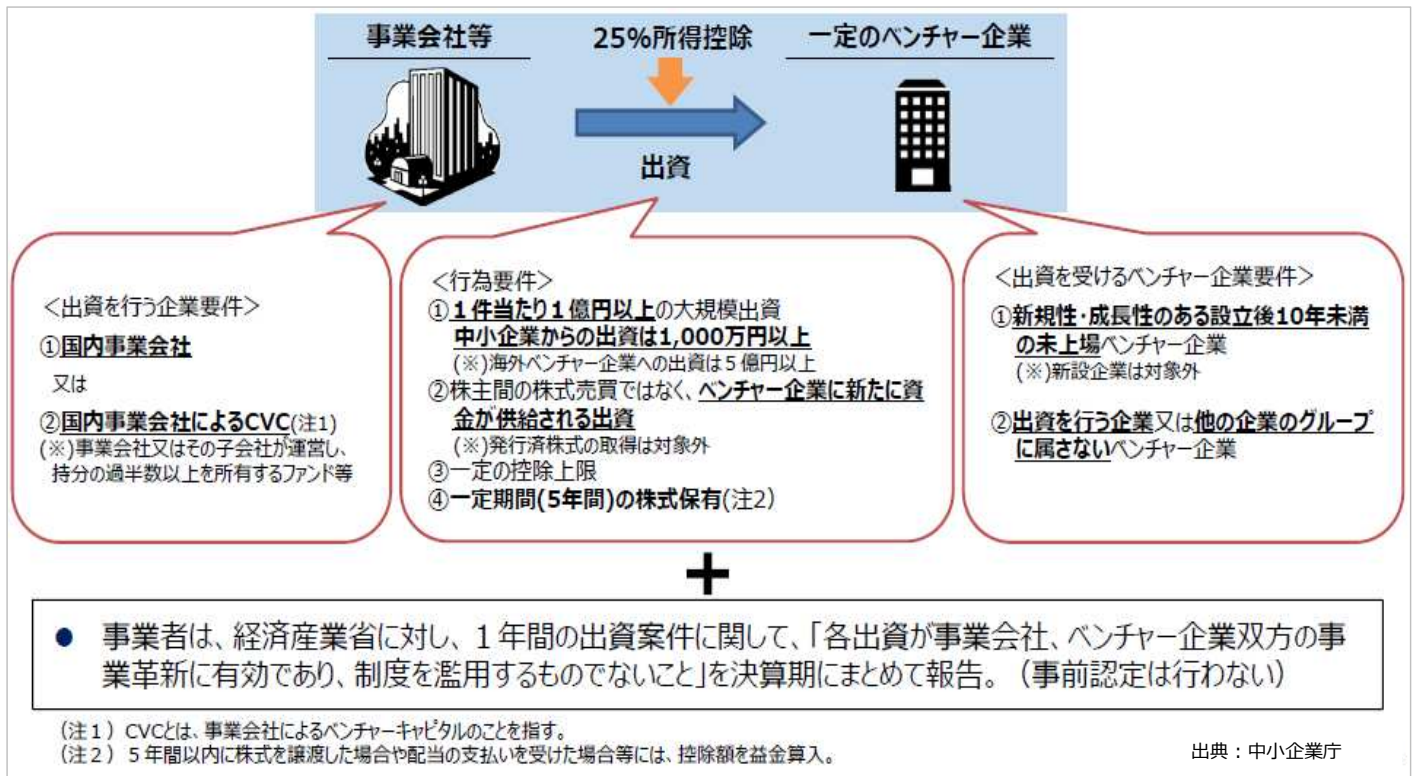 事業会社等
25%所得控除
一定のベンチャー企業
出資
<出資を行う企業要件>
①国内事業会社
又は
②国内事業会社によるCVC(注1)
(※)事業会社又はその子会社が運営し、
持分の過半数以上を所有するファンド等
<行為要件>
①1件当たり1億円以上の大規模出資
中小企業からの出資は1,000万円以上
(※)海外ベンチャー企業への出資は5億円以上
②株主間の株式売買ではなく、ベンチャー企業に新たに資
金が供給される出資
(※)発行済株式の取得は対象外
③一定の控除上限
④一定期間(5年間)の株式保有(注2)
<出資を受けるベンチャー企業要件>
①新規性・成長性のある設立後10年未満
の未上場ベンチャー企業
(※)新設企業は対象外
②出資を行う企業又は他の企業のグループ
に属さないベンチャー企業
+
● 事業者は、経済産業省に対し、1年間の出資案件に関して、「各出資が事業会社、ベンチャー企業双方の事
業革新に有効であり、制度を濫用するものでないこと」を決算期にまとめて報告。(事前認定は行わない)
(注1) CVCとは、事業会社によるベンチャーキャピタルのことを指す。
(注2) 5年間以内に株式を譲渡した場合や配当の支払いを受けた場合等には、控除額を益金算入。
出典:中小企業庁